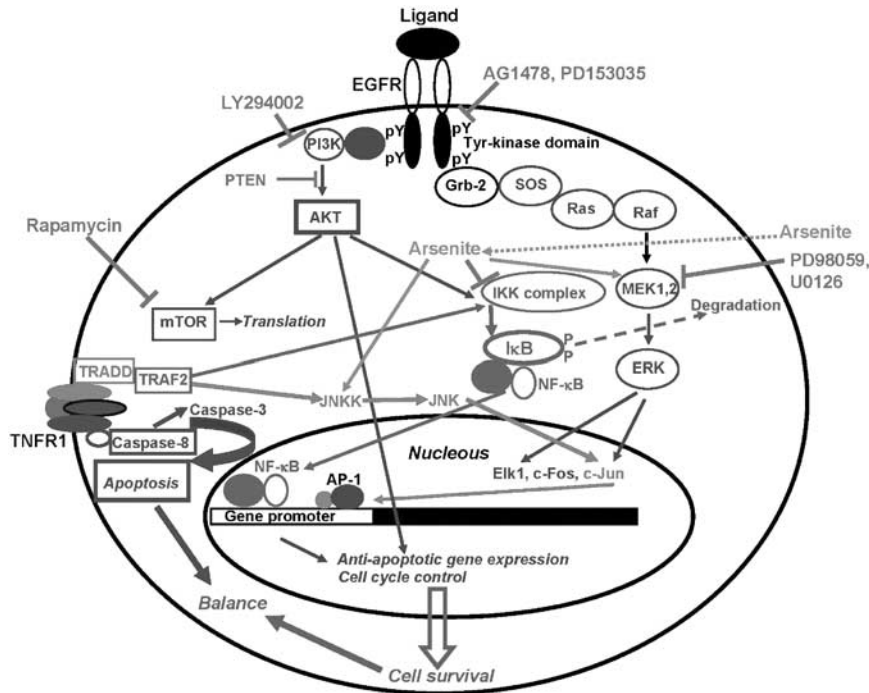 Ligand
AG1478, PD153035
EGFR
LY294002
pY
pY
PI3K
pY
pY
Tyr-kinase domain
PTEN
Grb-2
SOS
Ras
Raf
AKT
Rapamycin
Arsenite
Arsenite
PD98059,
U0126
IKK complex
MEK1,2
Degradation
mTOR
Translation
IκB
P
P
TRADD
TRAF2
NF-κB
ERK
JNKK
JNK
Caspase-3
TNFR1
Caspase-8
Nucleous
NF-κB
AP-1
Elk1, c-Fos, c-Jun
Apoptosis
Gene promoter
Anti-apoptotic gene expression
Cell cycle control
Balance
Cell survival